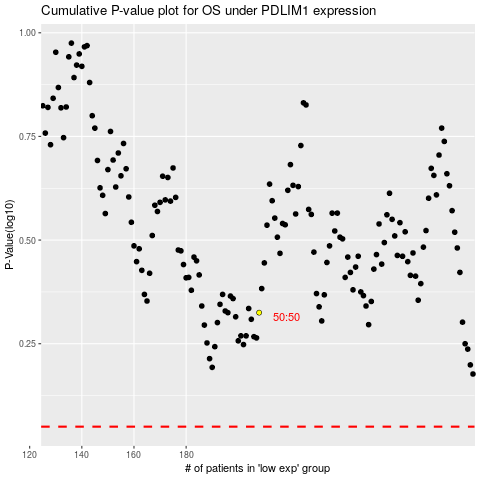 Cumulative P-value plot for OS under PDLIM1 expression
1.00
0.75
0.50
0.25
P-Value(log10)
50:50
120 140 160 180
# of patients in 'low exp' group